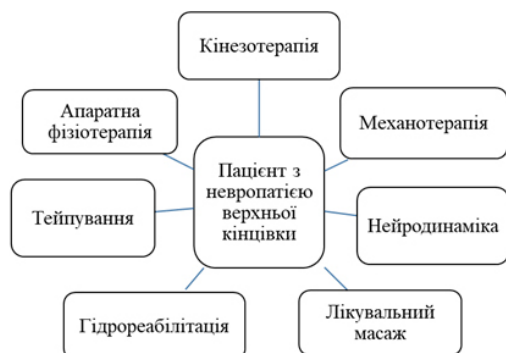 Кінезотерапія
Апаратна
фізіотерапія
Механотерапія
Пацієнт з
невропатією
верхньої
кінцівки
Тейпування
Нейродинаміка
Гідрореабілітація
Лікувальний
масаж